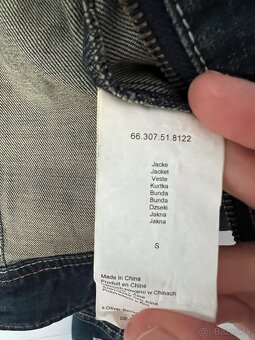 66.307.51.8122
Jacke
Jacket
Veste
Kurtka
Bunda
Bunda
Dzseki
Jakna
Jakna
S
Made in China
Produit en Chine
w Chinach